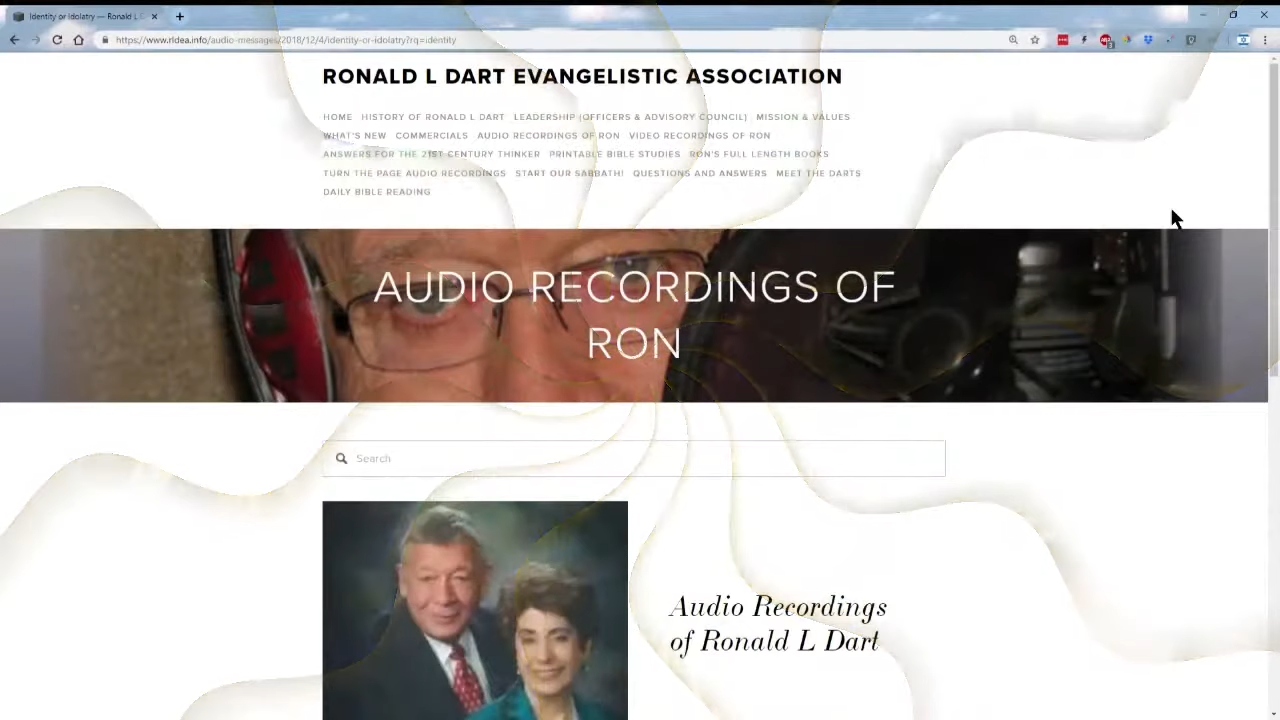 Identity or Idolatry — Ronald L
https://www.rldea.info/audio-messages/2018/12/4/identity-or-idolatry?rq=identity
RONALD L DART EVANGELISTIC ASSOCIATION
HOME HISTORY OF RONALD L DART LEADERSHIP (OFFICERS & ADVISORY COUNCIL) MISSION & VALUES
WHAT'S NEW COMMERCIALS AUDIO RECORDINGS OF RON VIDEO RECORDINGS OF RON
ANSWERS FOR THE 21ST CENTURY THINKER PRINTABLE BIBLE STUDIES RON'S FULL LENGTH BOOKS
TURN THE PAGE AUDIO RECORDINGS START OUR SABBATH! QUESTIONS AND ANSWERS MEET THE DARTS
DAILY BIBLE READING
AUDIO RECORDINGS OF
RON
Search
Audio Recordings
of Ronald L Dart